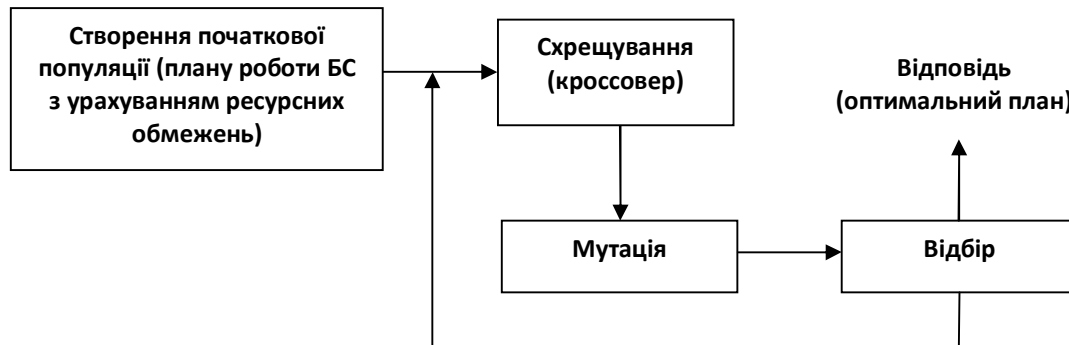 Створення початкової
популяції (плану роботи БС
з урахуванням ресурсних
обмежень)
Схрещування
(кроссовер)
Відповідь
(оптимальний план)
Мутація
Відбір